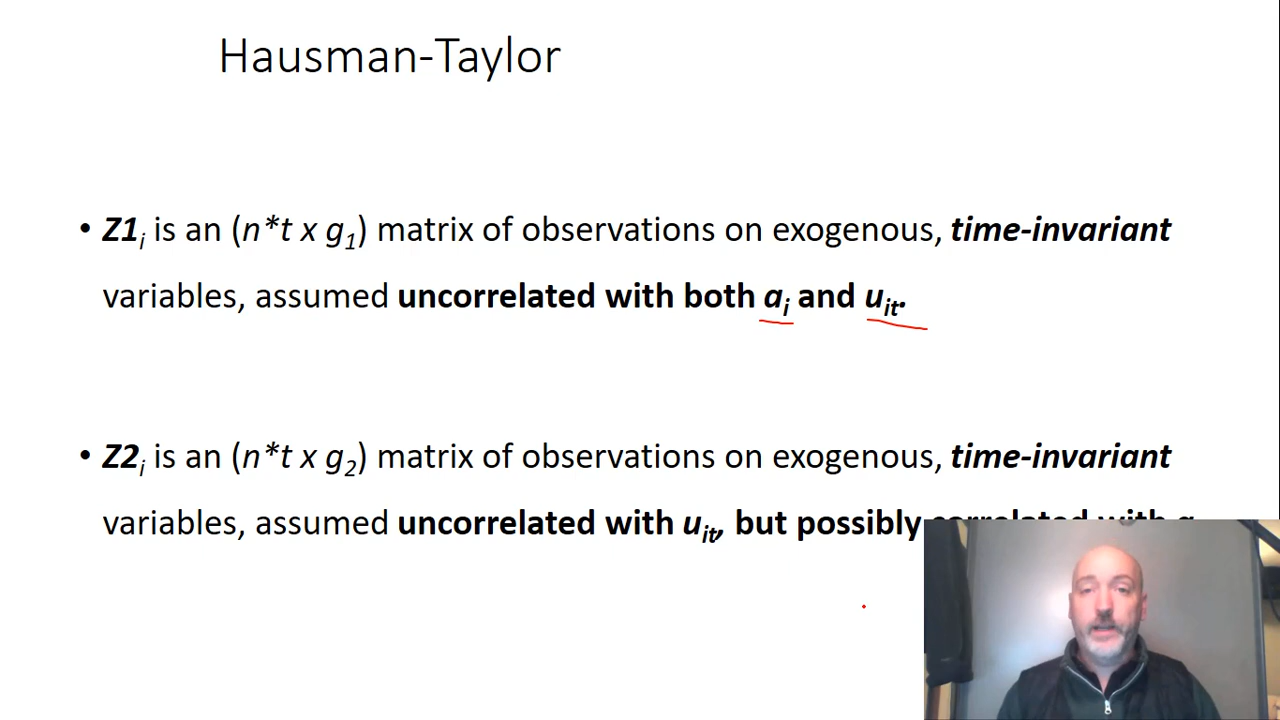 Hausman-Taylor
• Z1i is an (n*t x g1) matrix of observations on exogenous, time-invariant
variables, assumed uncorrelated with both ai and uit.
• Z2i is an (n*t x g2) matrix of observations on exogenous, time-invariant
variables, assumed uncorrelated with uit, but possibly correlated with